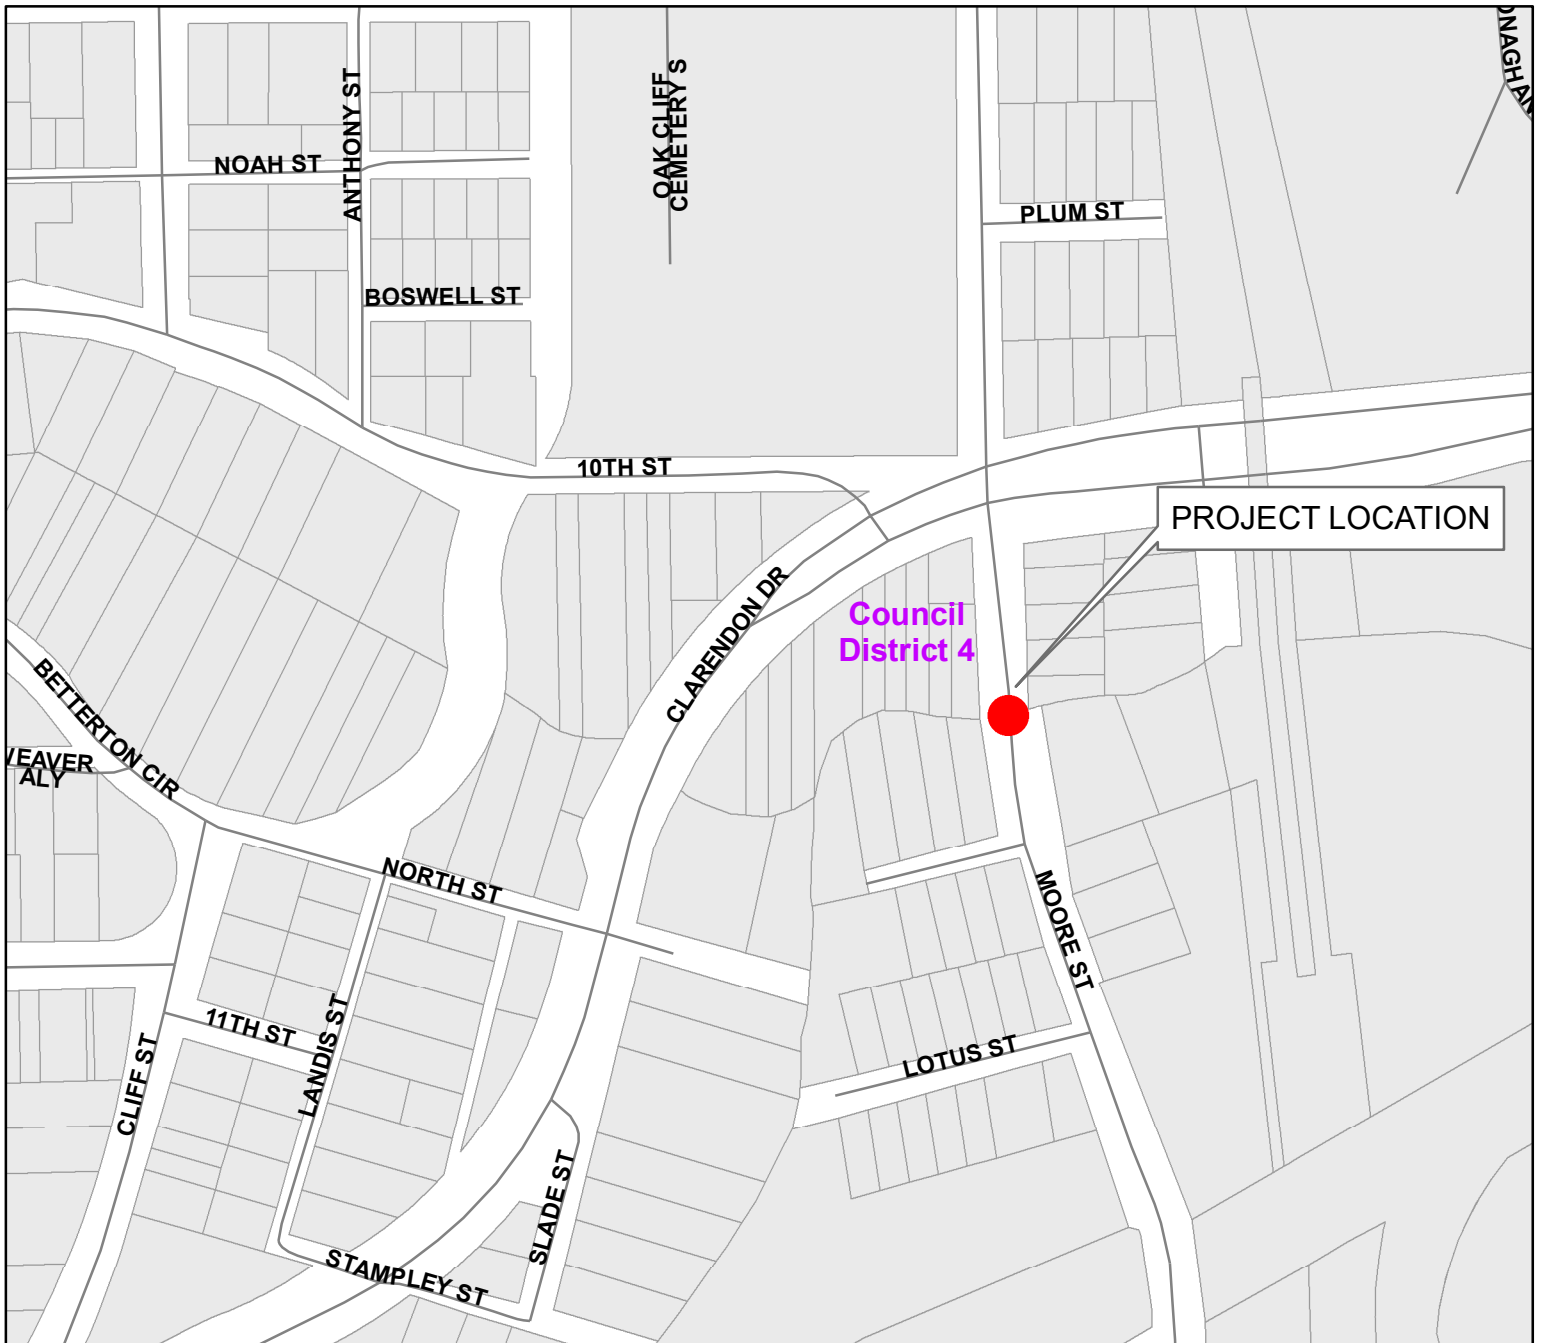 ONAGHAN
ANTHONY ST
OAK CLIFF
CEMETERY S
NOAH ST
PLUM ST
BOSWELL ST
10TH ST
PROJECT LOCATION
CLARENDON DR
Council
District 4
BETTERTON CIR
WEAVER
ALY
NORTH ST
MOORE ST
11TH ST
LANDIS ST
CLIFF ST
LOTUS ST
SLADE ST
STAMPLEY ST